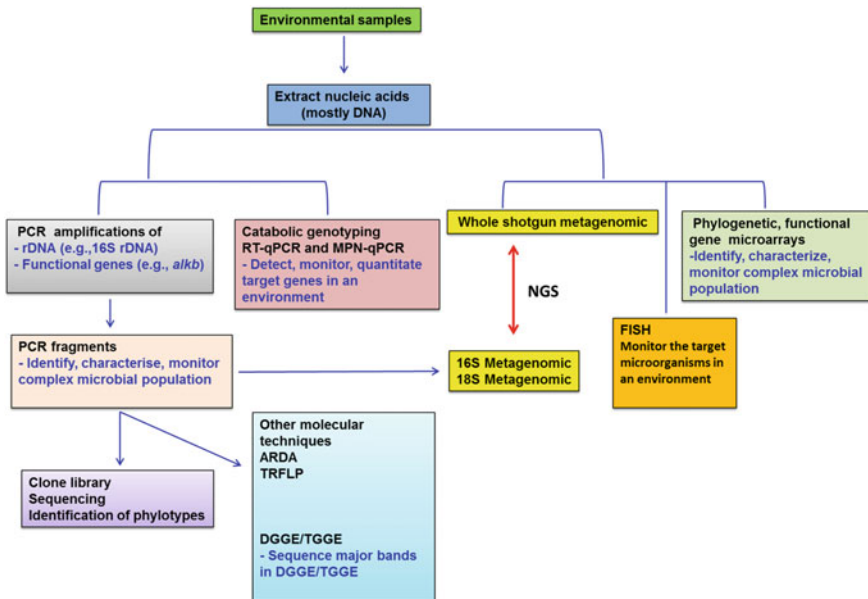 Environmental samples
Extract nucleic acids
(mostly DNA)
PCR amplifications of
- rDNA (e.g.,16S rDNA)
- Functional genes (e.g., alkb)
Catabolic genotyping
RT-qPCR and MPN-qPCR
- Detect, monitor, quantitate
target genes in an
environment
Whole shotgun metagenomic
Phylogenetic, functional
gene microarrays
-Identify, characterize,
monitor complex microbial
population
NGS
PCR fragments
- Identify, characterise, monitor
complex microbial population
16S Metagenomic
18S Metagenomic
FISH
Monitor the target
microorganisms in
an environment
Clone library
Sequencing
Identification of phylotypes
Other molecular
techniques
ARDA
TRFLP
DGGE/TGGE
- Sequence major bands
in DGGE/TGGE